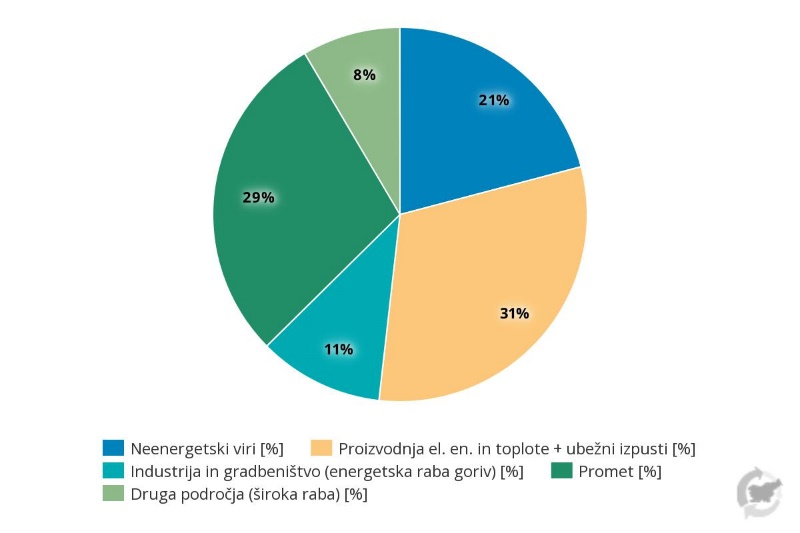 8%
21%
29%
31%
11%
Neenergetski viri [%]
Proizvodnja el. en. in toplote + ubežni izpusti [%]
Industrija in gradbeništvo (energetska raba goriv) [%]
Promet [%]
Druga področja (široka raba) [%]